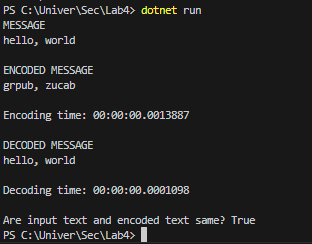 PS C:\Univer\Sec\Lab4> dotnet run
MESSAGE
hello, world
ENCODED MESSAGE
grpub, zucab
Encoding time: 00:00:00.0013887
DECODED MESSAGE
hello, world
Decoding time: 00:00:00.0001098
Are input text and encoded text same? True
PS C:\Univer\Sec\Lab4>